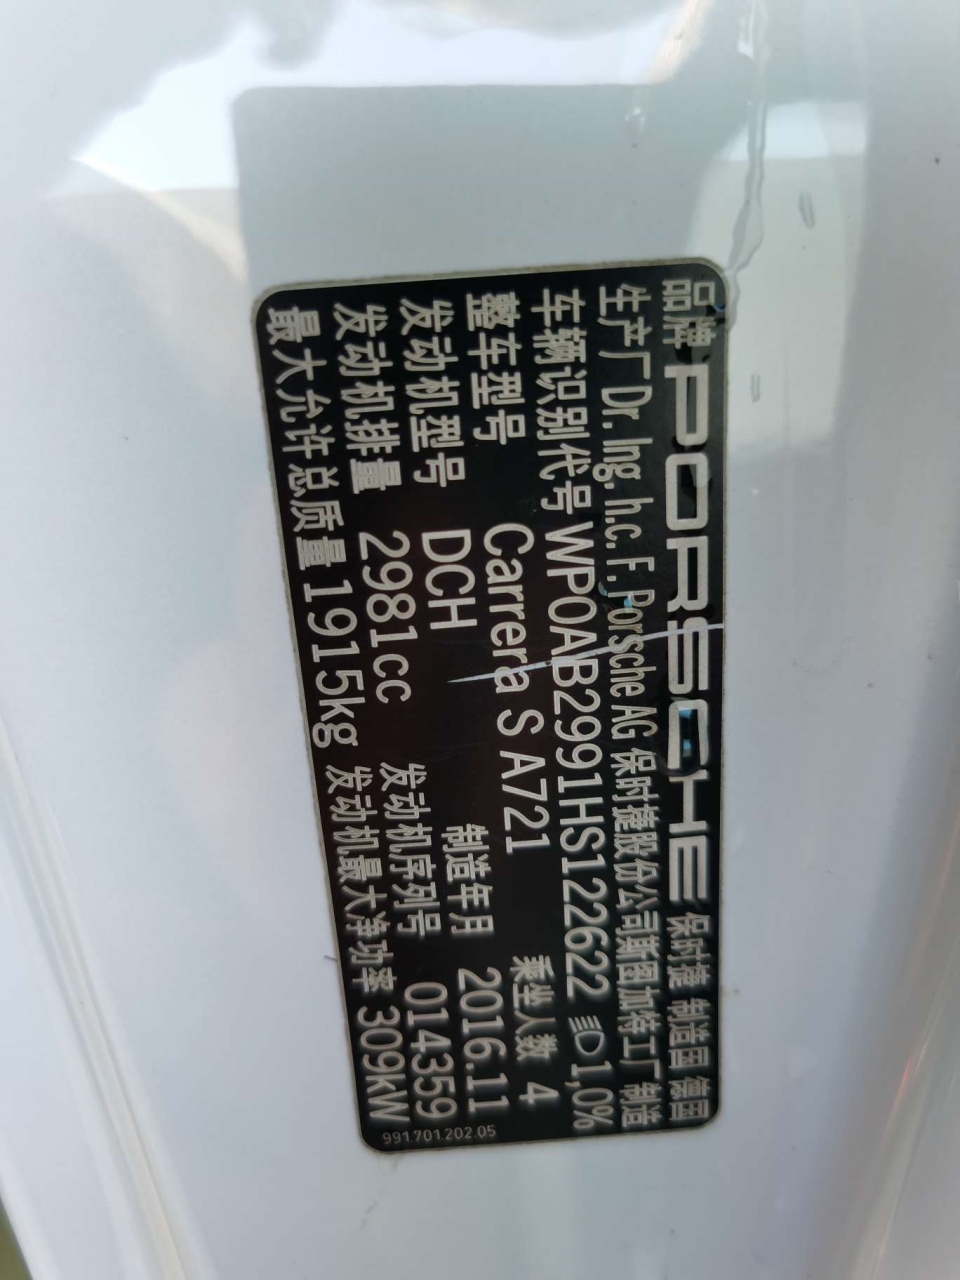 品牌 PORSCHE 保时捷 制造国 德国
生产厂 Dr. Ing. h.c. F. Porsche AG 保时捷股份公司斯图加特工厂 制造
车辆识别代号 WP0AB2991HS122622 1,0%
整车型号 Carrera S A721 乘坐人数 4
发动机型号 DCH 制造年月 2016.11
发动机排量 2981cc 发动机序列号 014359
最大允许总质量 1915kg 发动机最大净功率 309kW
991.701.202.05